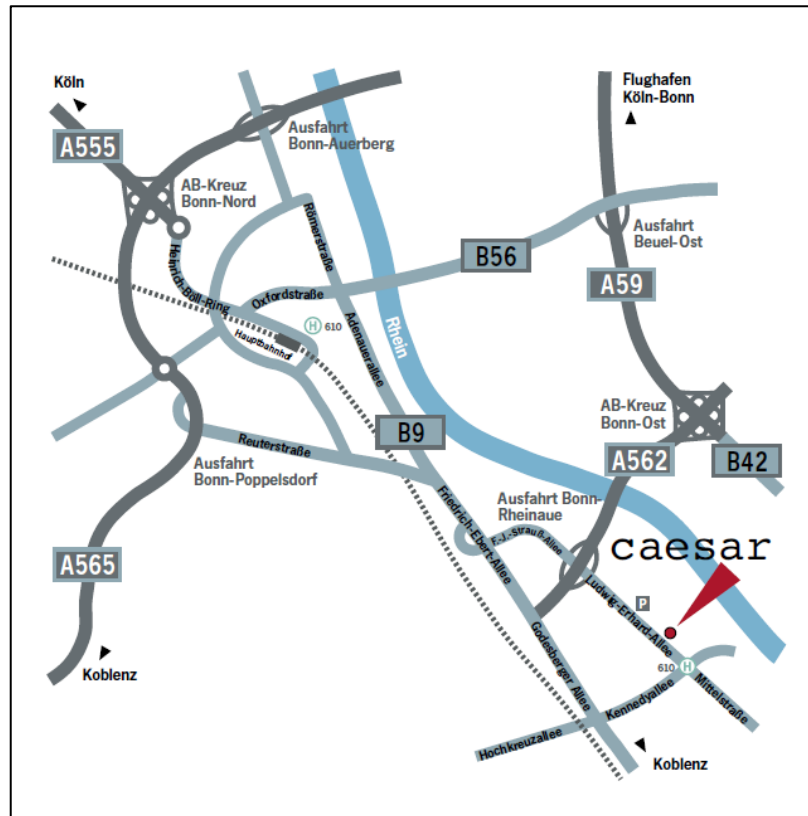 Köln
Flughafen
Köln-Bonn
A555
Ausfahrt
Bonn-Auerberg
AB-Kreuz
Bonn-Nord
Römerstraße
Ausfahrt
Beuel-Ost
Heinrich-Böll-Ring
B56
A59
Oxfordstraße
H 610
Adenauerallee
Rhein
Hauptbahnhof
AB-Kreuz
Bonn-Ost
B9
Reuterstraße
A562
B42
Ausfahrt
Bonn-Poppelsdorf
Ausfahrt Bonn-
Rheinaue
Friedrich-Ebert-Allee
F.-J.-Strauß-Allee
caesar
A565
Ludwig-Erhard-Allee
P
Godesberger Allee
610 H
Koblenz
Kennedyallee
Mittelstraße
Hochkreuzallee
Koblenz